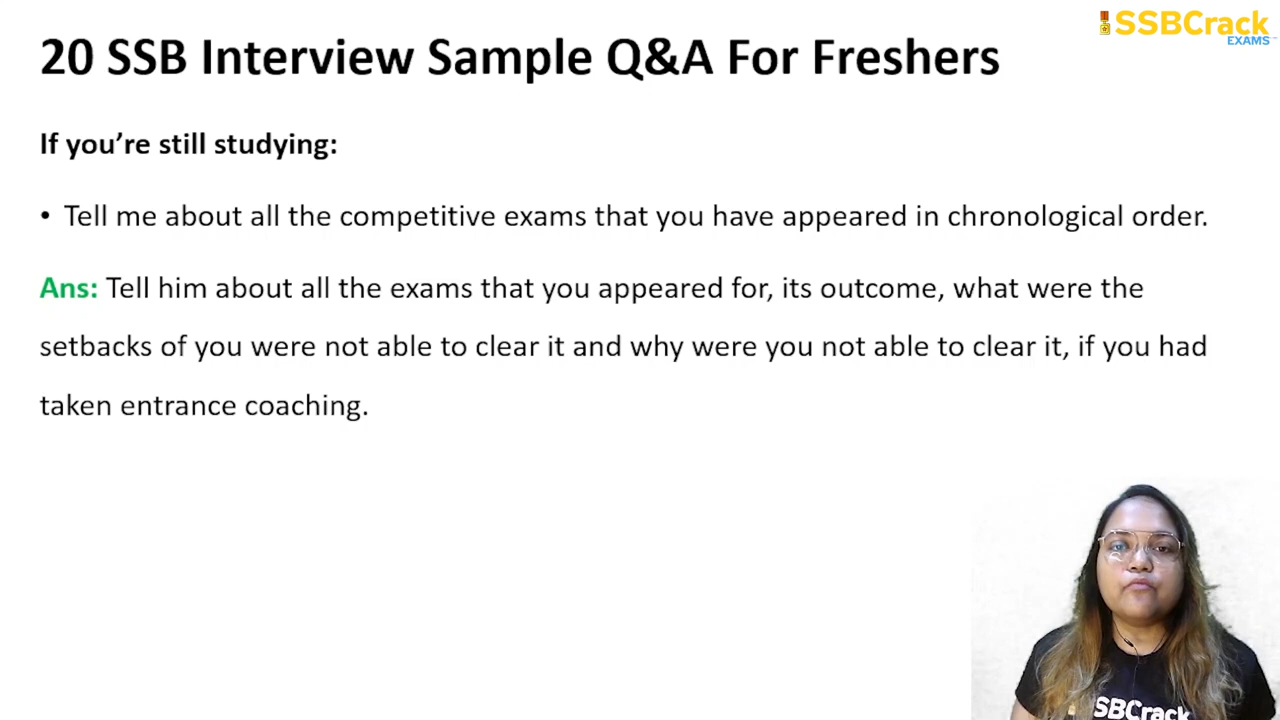 SSBCrack
EXAMS
20 SSB Interview Sample Q&A For Freshers
If you’re still studying:
• Tell me about all the competitive exams that you have appeared in chronological order.
Ans: Tell him about all the exams that you appeared for, its outcome, what were the
setbacks of you were not able to clear it and why were you not able to clear it, if you had
taken entrance coaching.
SBCrack